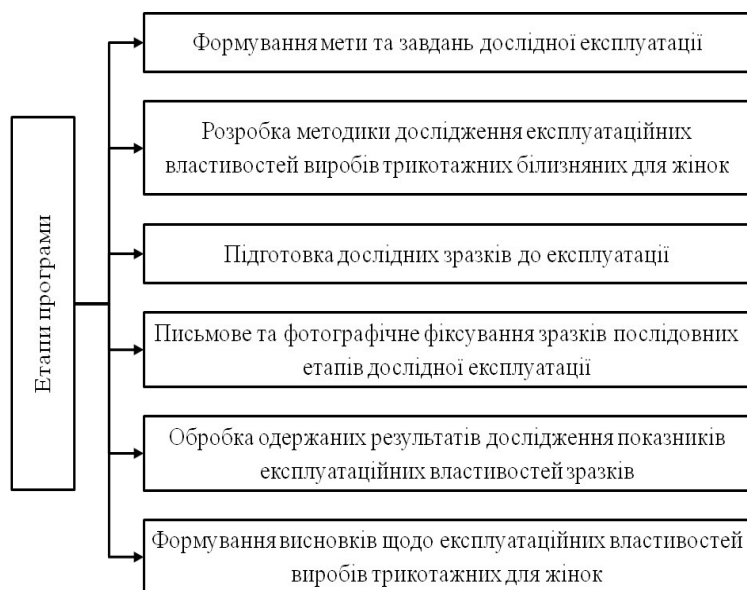 Етапи програми
Формування мети та завдань дослідної експлуатації
Розробка методики дослідження експлуатаційних
властивостей виробів трикотажних білизняних для жінок
Підготовка дослідних зразків до експлуатації
Письмове та фотографічне фіксування зразків послідовних
етапів дослідної експлуатації
Обробка одержаних результатів дослідження показників
експлуатаційних властивостей зразків
Формування висновків щодо експлуатаційних властивостей
виробів трикотажних для жінок